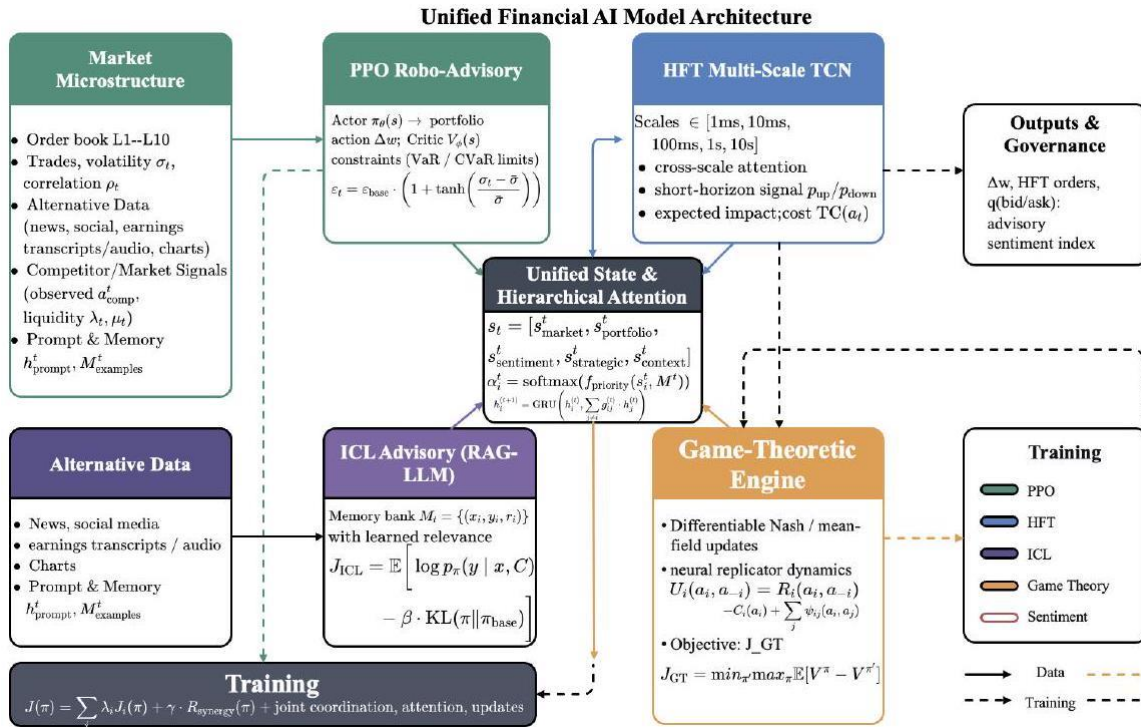 Unified Financial AI Model Architecture
Market
Microstructure
• Order book L1--L10
• Trades, volatility σ_t,
correlation ρ_t
• Alternative Data
(news, social, earnings
transcripts/audio, charts)
• Competitor/Market Signals
(observed a^t_comp,
liquidity λ_t, μ_t)
• Prompt & Memory
h^t_prompt, M^t_examples
PPO Robo-Advisory
Actor π_θ(s) → portfolio
action Δw; Critic V_ϕ(s)
constraints (VaR / CVaR limits)
ε_t = ε_base · (1 + tanh((σ_t − σ̄)/σ̄))
HFT Multi-Scale TCN
Scales ∈ [1ms, 10ms,
100ms, 1s, 10s]
• cross-scale attention
• short-horizon signal p_up/p_down
• expected impact;cost TC(a_t)
Outputs &
Governance
Δw, HFT orders,
q(bid/ask):
advisory
sentiment index
Unified State &
Hierarchical Attention
s_t = [s^t_market, s^t_portfolio,
s^t_sentiment, s^t_strategic, s^t_context]
α^t_i = softmax(f_priority(s^t_i, M^t))
h_i^(t+1) = GRU(h_i^(t), ∑_{j≠i} g_ij^(t) · h_j^(t))
Alternative Data
• News, social media
• earnings transcripts / audio
• Charts
• Prompt & Memory
h^t_prompt, M^t_examples
ICL Advisory (RAG-
LLM)
Memory bank M_i = {(x_i, y_i, r_i)}
with learned relevance
J_ICL = 𝔼[log p_π(y | x, C)
− β · KL(π||π_base)]
Game-Theoretic
Engine
• Differentiable Nash / mean-
field updates
• neural replicator dynamics
U_i(a_i, a_−i) = R_i(a_i, a_−i)
−C_i(a_i) + ∑_j ψ_ij(a_i, a_j)
• Objective: J_GT
J_GT = min_π′ max_π 𝔼[V^π − V^π′]
Training
PPO
HFT
ICL
Game Theory
Sentiment
Data
Training
Training
J(π) = ∑_i λ_i J_i(π) + γ · R_synergy(π) + joint coordination, attention, updates